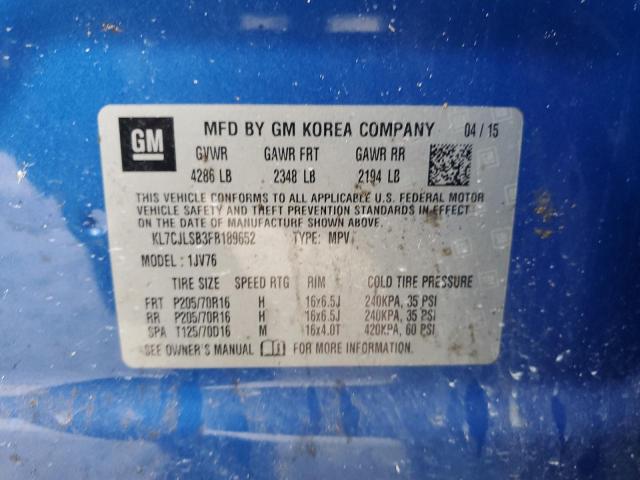 GM MFD BY GM KOREA COMPANY 04 / 15
GVWR GAWR FRT GAWR RR
4286 LB 2348 LB 2194 LB
THIS VEHICLE CONFORMS TO ALL APPLICABLE U.S. FEDERAL MOTOR
VEHICLE SAFETY AND THEFT PREVENTION STANDARDS IN EFFECT
ON THE DATE OF MANUFACTURE SHOWN ABOVE.
KL7CJLSB3FB189652 TYPE: MPV
MODEL : 1JV76
TIRE SIZE SPEED RTG RIM COLD TIRE PRESSURE
FRT P205/70R16 H 16x6.5J 240KPA, 35 PSI
RR P205/70R16 H 16x6.5J 240KPA, 35 PSI
SPA T125/70D16 M 16x4.0T 420KPA, 60 PSI
SEE OWNER'S MANUAL FOR MORE INFORMATION.